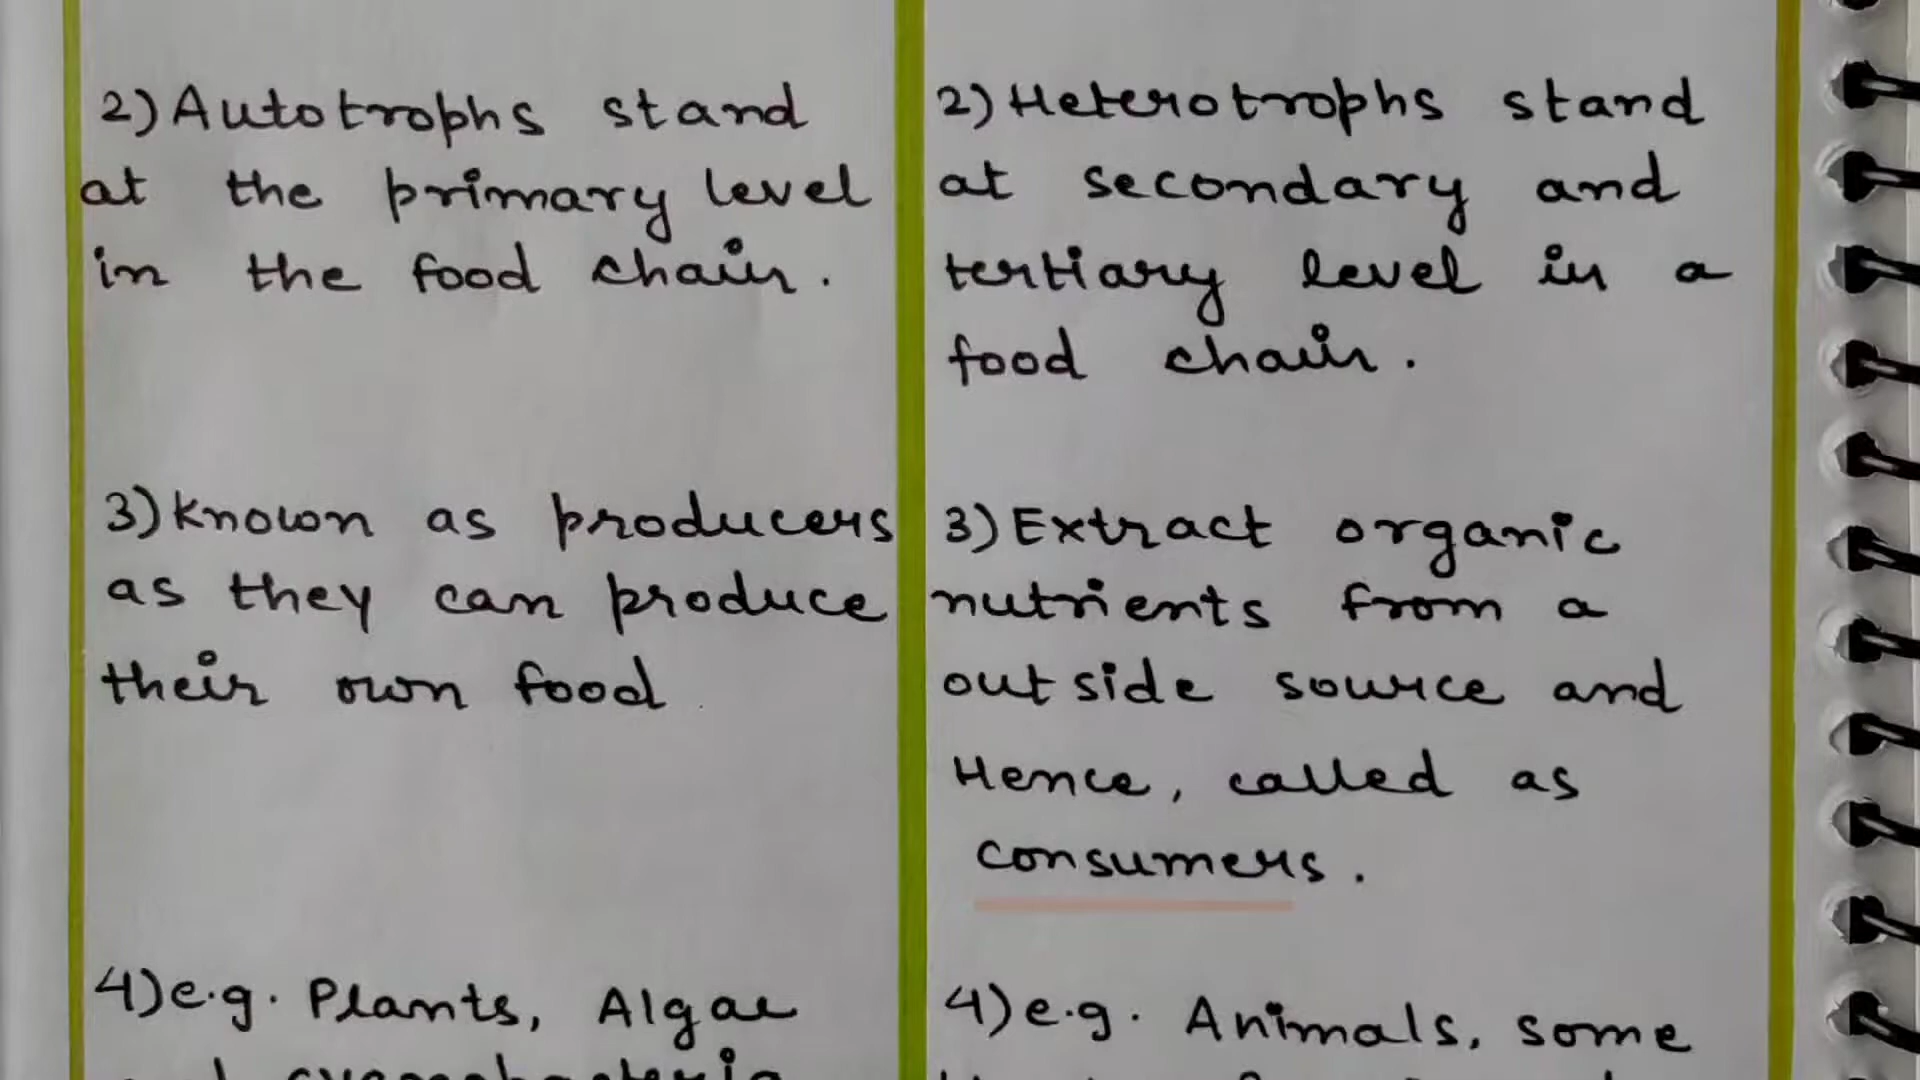 2) Autotrophs stand
at the primary level
in the food chain.
3) Known as producers
as they can produce
their own food
4) e.g. Plants, Algae
2) Heterotrophs stand
at secondary and
tertiary level in a
food chain.
3) Extract organic
nutrients from a
outside source and
Hence, called as
consumers.
4) e.g. Animals, some